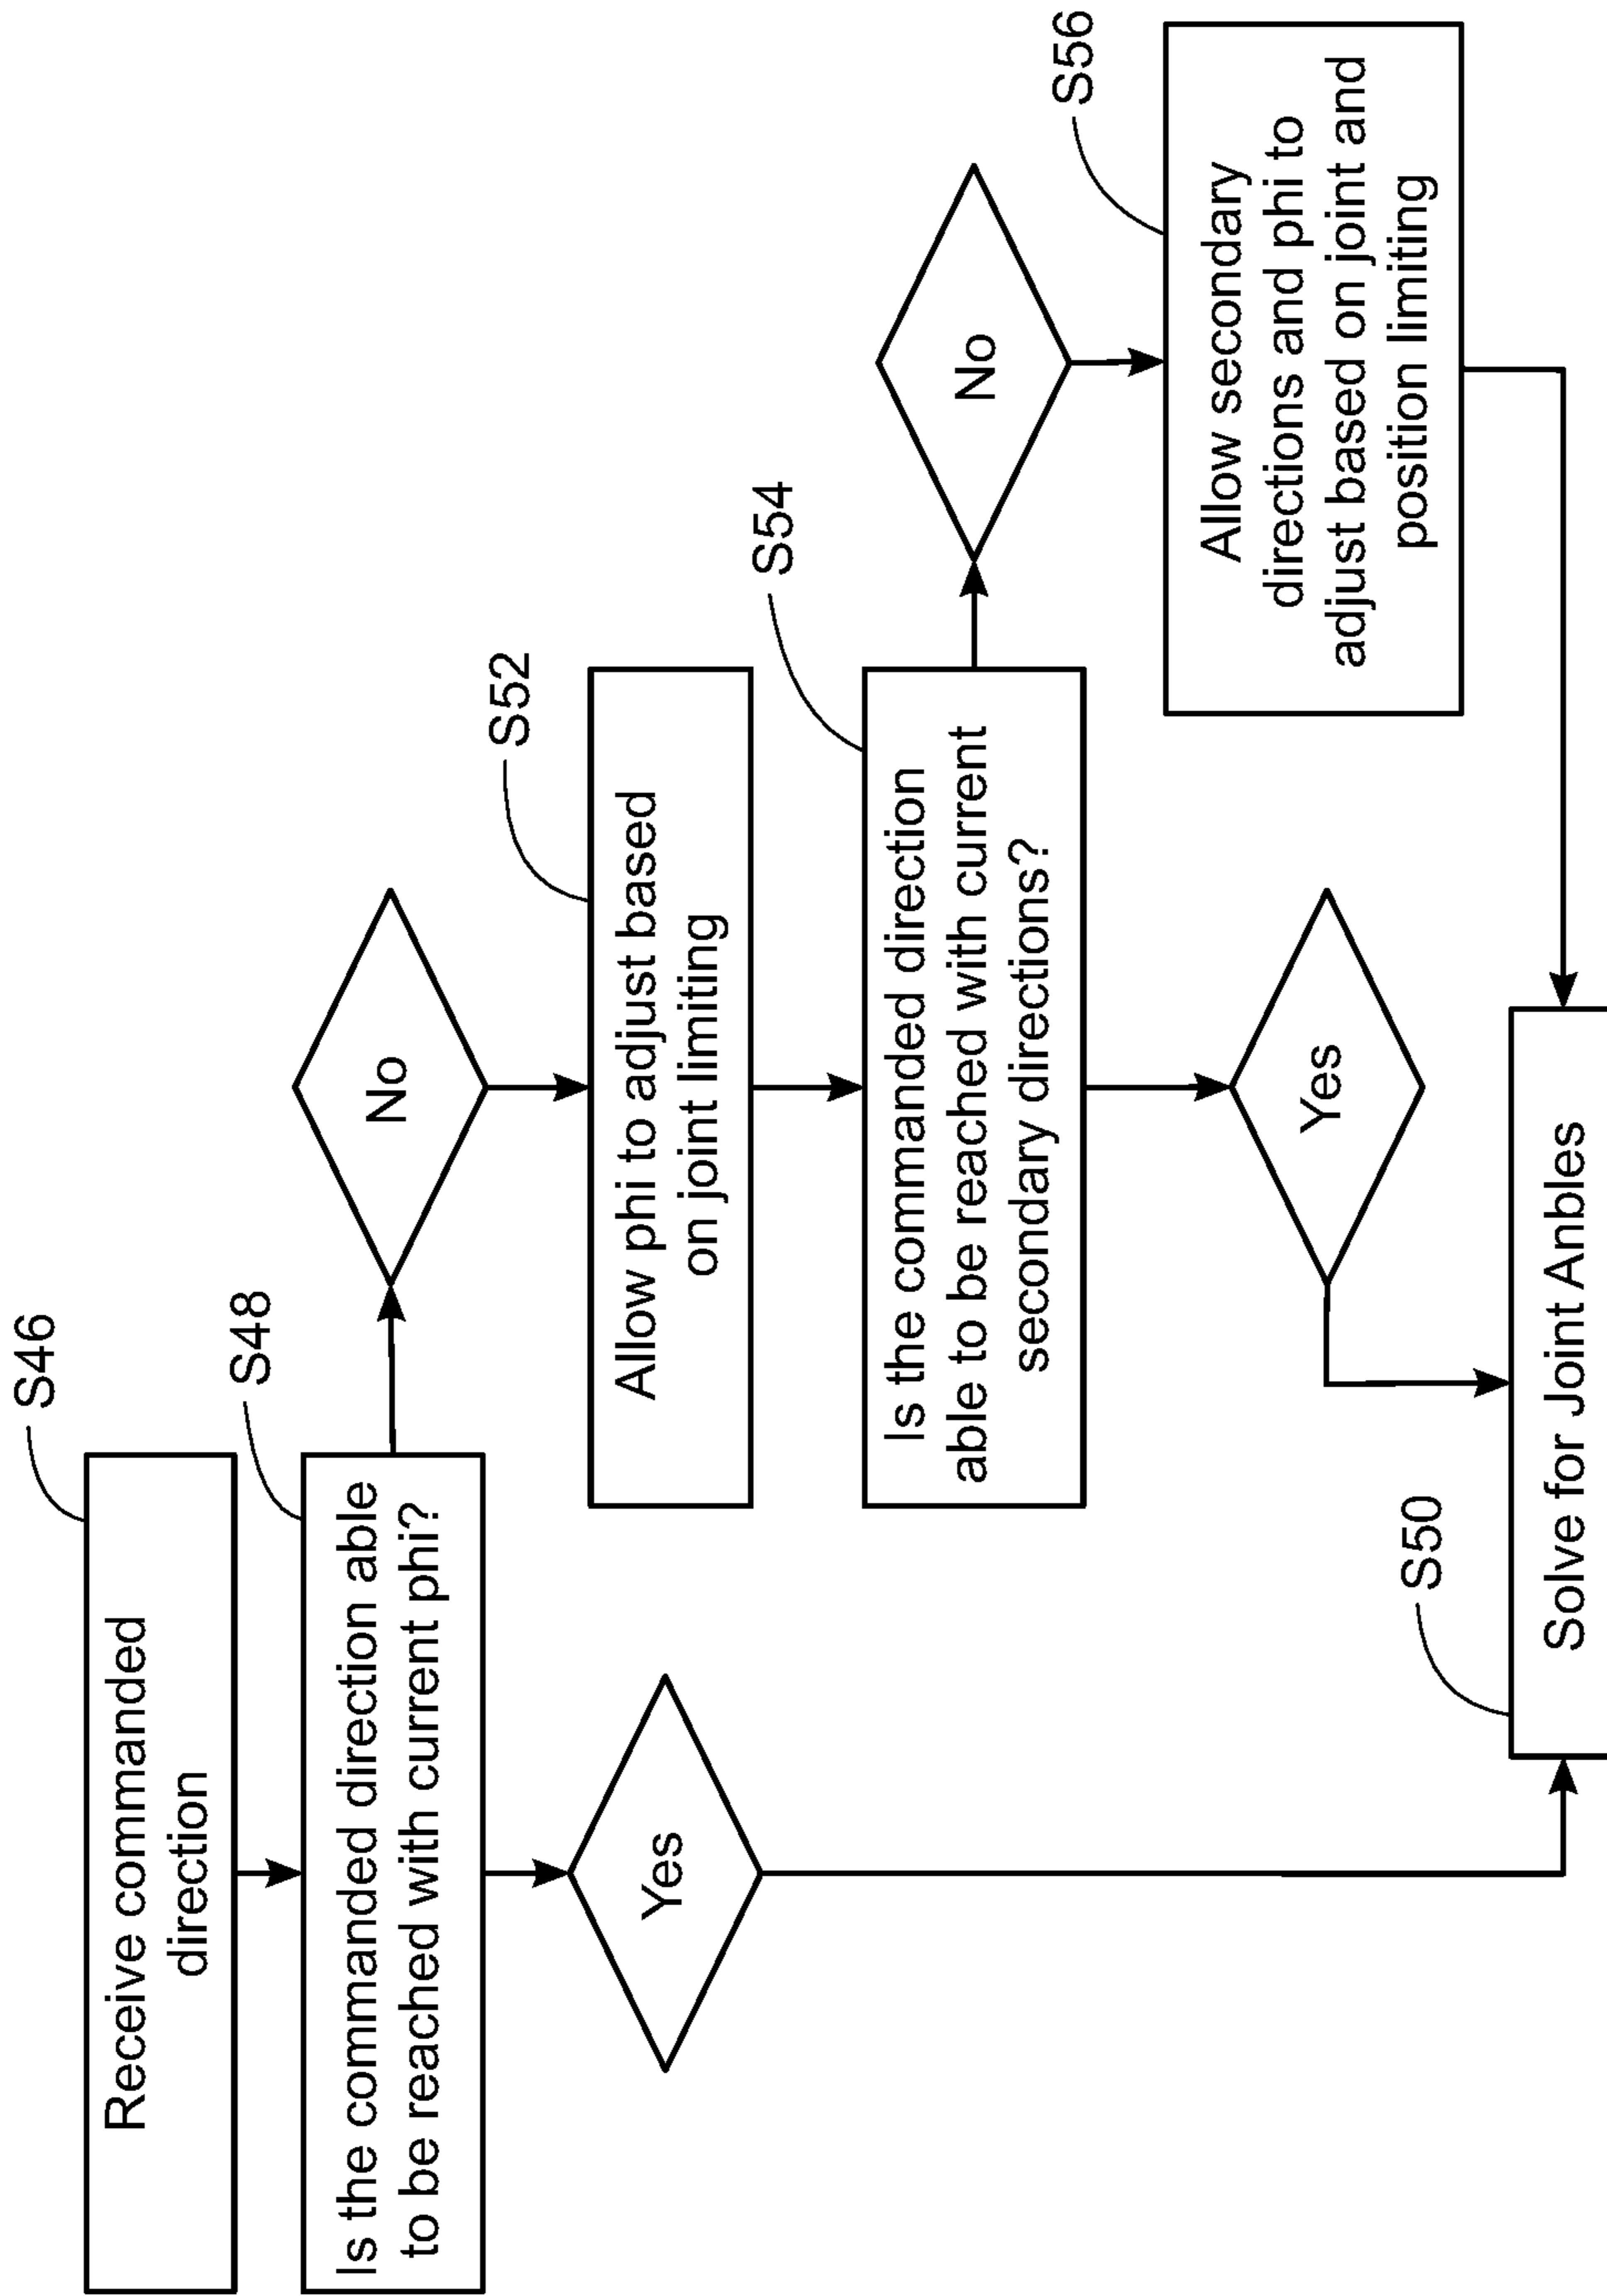 S46
Receive commanded
direction
S48
Is the commanded direction able
to be reached with current phi?
No
Yes
S52
Allow phi to adjust based
on joint limiting
S54
Is the commanded direction
able to be reached with current
secondary directions?
No
Yes
S56
Allow secondary
directions and phi to
adjust based on joint and
position limiting
S50
Solve for Joint Anbles